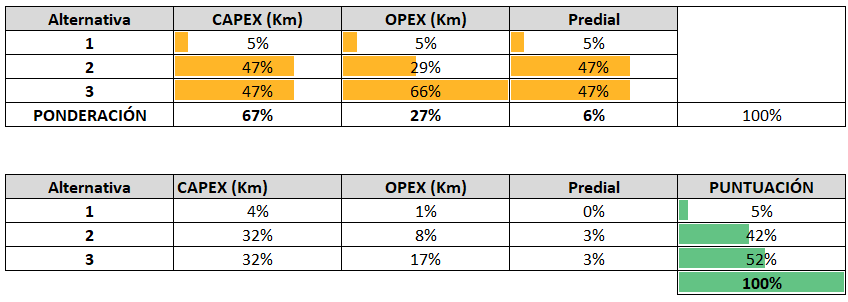 Alternativa CAPEX (Km) OPEX (Km) Predial
1 5% 5% 5%
2 47% 29% 47%
3 47% 66% 47%
PONDERACIÓN 67% 27% 6% 100%
Alternativa CAPEX (Km) OPEX (Km) Predial PUNTUACIÓN
1 4% 1% 0% 5%
2 32% 8% 3% 42%
3 32% 17% 3% 52%
100%